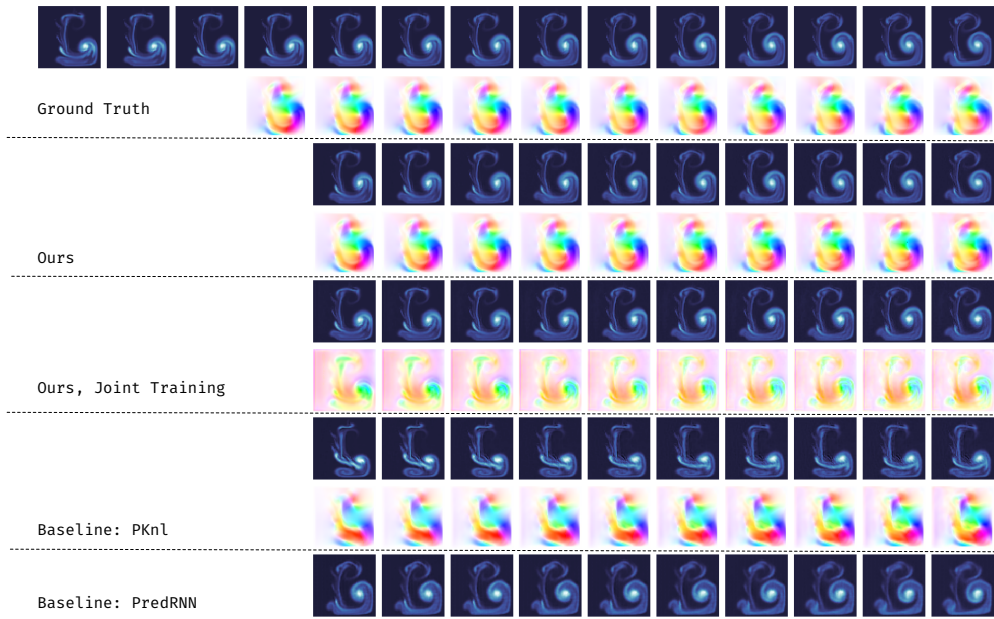 Ground Truth
Ours
Ours, Joint Training
Baseline: PKnl
Baseline: PredRNN